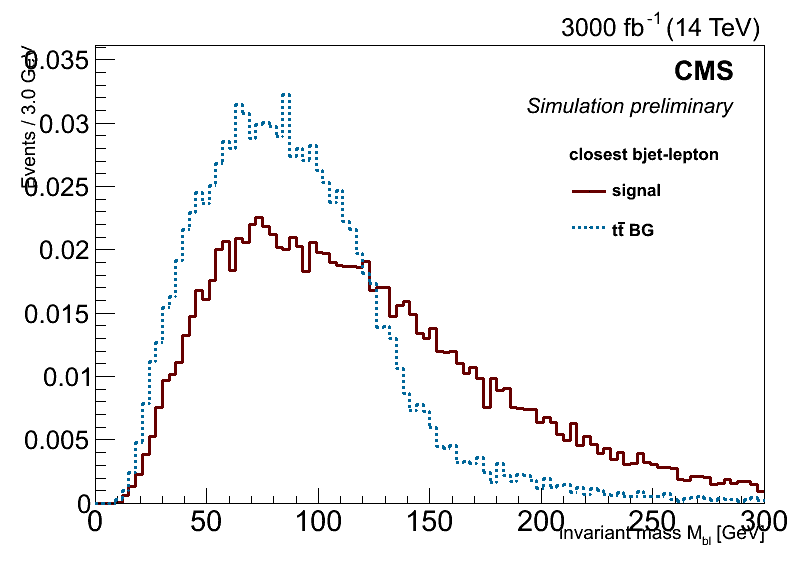 3000 fb⁻¹ (14 TeV)
CMS
Simulation preliminary
closest bjet-lepton
signal
tt̄ BG
Events / 3.0 GeV
0.035
0.03
0.025
0.02
0.015
0.01
0.005
0
0 50 100 150 200 250 300
Invariant mass M_bl [GeV]